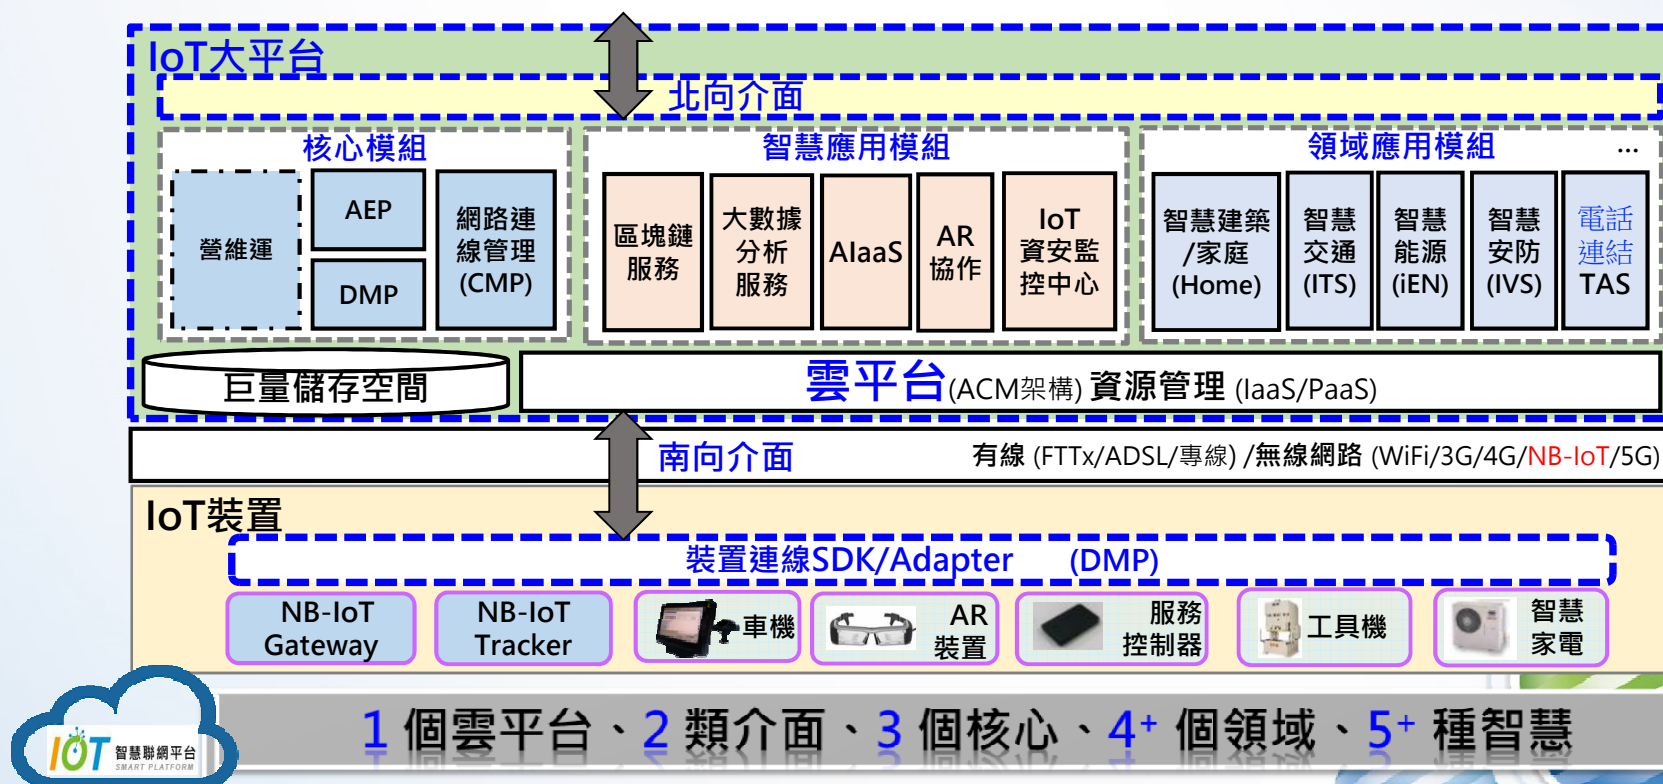 IoT大平台
北向介面
核心模組
營維運
AEP
DMP
網路連
線管理
(CMP)
智慧應用模組
區塊鏈
服務
大數據
分析
服務
AIaaS
AR
協作
IoT
資安監
控中心
領域應用模組
...
智慧建築
/家庭
(Home)
智慧
交通
(ITS)
智慧
能源
(iEN)
智慧
安防
(IVS)
電話
連結
TAS
巨量儲存空間
雲平台(ACM架構) 資源管理 (IaaS/PaaS)
南向介面
有線 (FTTx/ADSL/專線) /無線網路 (WiFi/3G/4G/NB-IoT/5G)
IoT裝置
裝置連線SDK/Adapter (DMP)
NB-IoT
Gateway
NB-IoT
Tracker
車機
AR
裝置
服務
控制器
工具機
智慧
家電
IOT 智慧聯網平台
SMART PLATFORM
1 個雲平台、2 類介面、3 個核心、4+ 個領域、5+ 種智慧